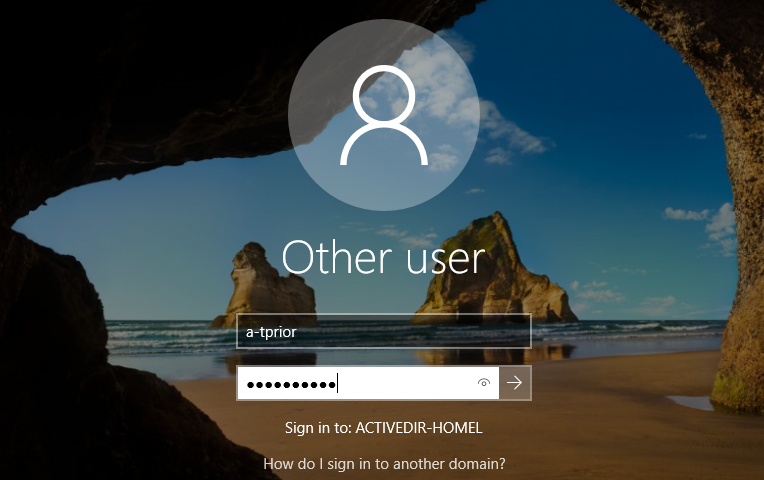 Other user
a-tprior
●●●●●●●●●●
Sign in to: ACTIVEDIR-HOMEL
How do I sign in to another domain?